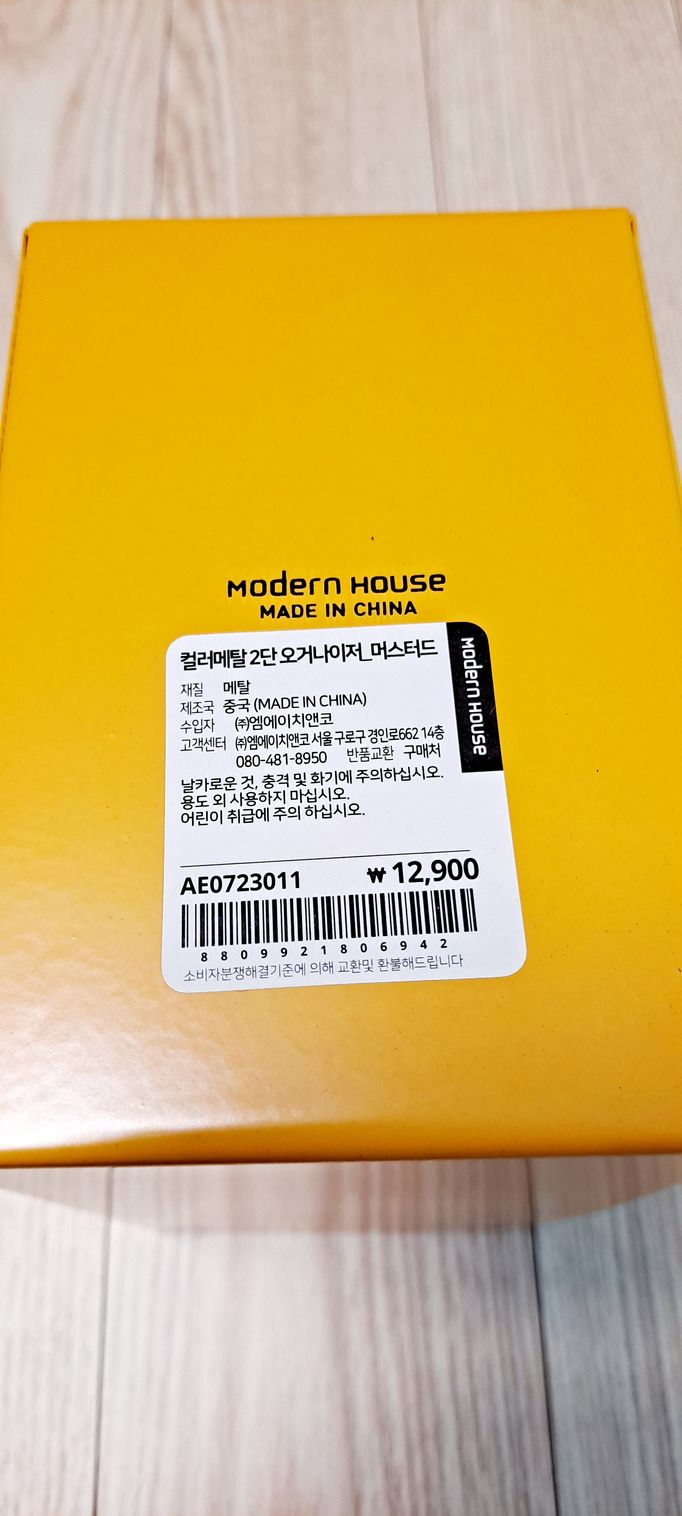 Modern House
MADE IN CHINA
컬러메탈 2단 오거나이저_머스터드
Modern House
재질 메탈
제조국 중국 (MADE IN CHINA)
수입자 ㈜엠에이치앤코
고객센터 ㈜엠에이치앤코 서울 구로구 경인로662 14층
080-481-8950 반품교환 구매처
날카로운 것, 충격 및 화기에 주의하십시오.
용도 외 사용하지 마십시오.
어린이 취급에 주의 하십시오.
AE0723011 ₩12,900
8809921806942
소비자분쟁해결기준에 의해 교환및 환불해드립니다